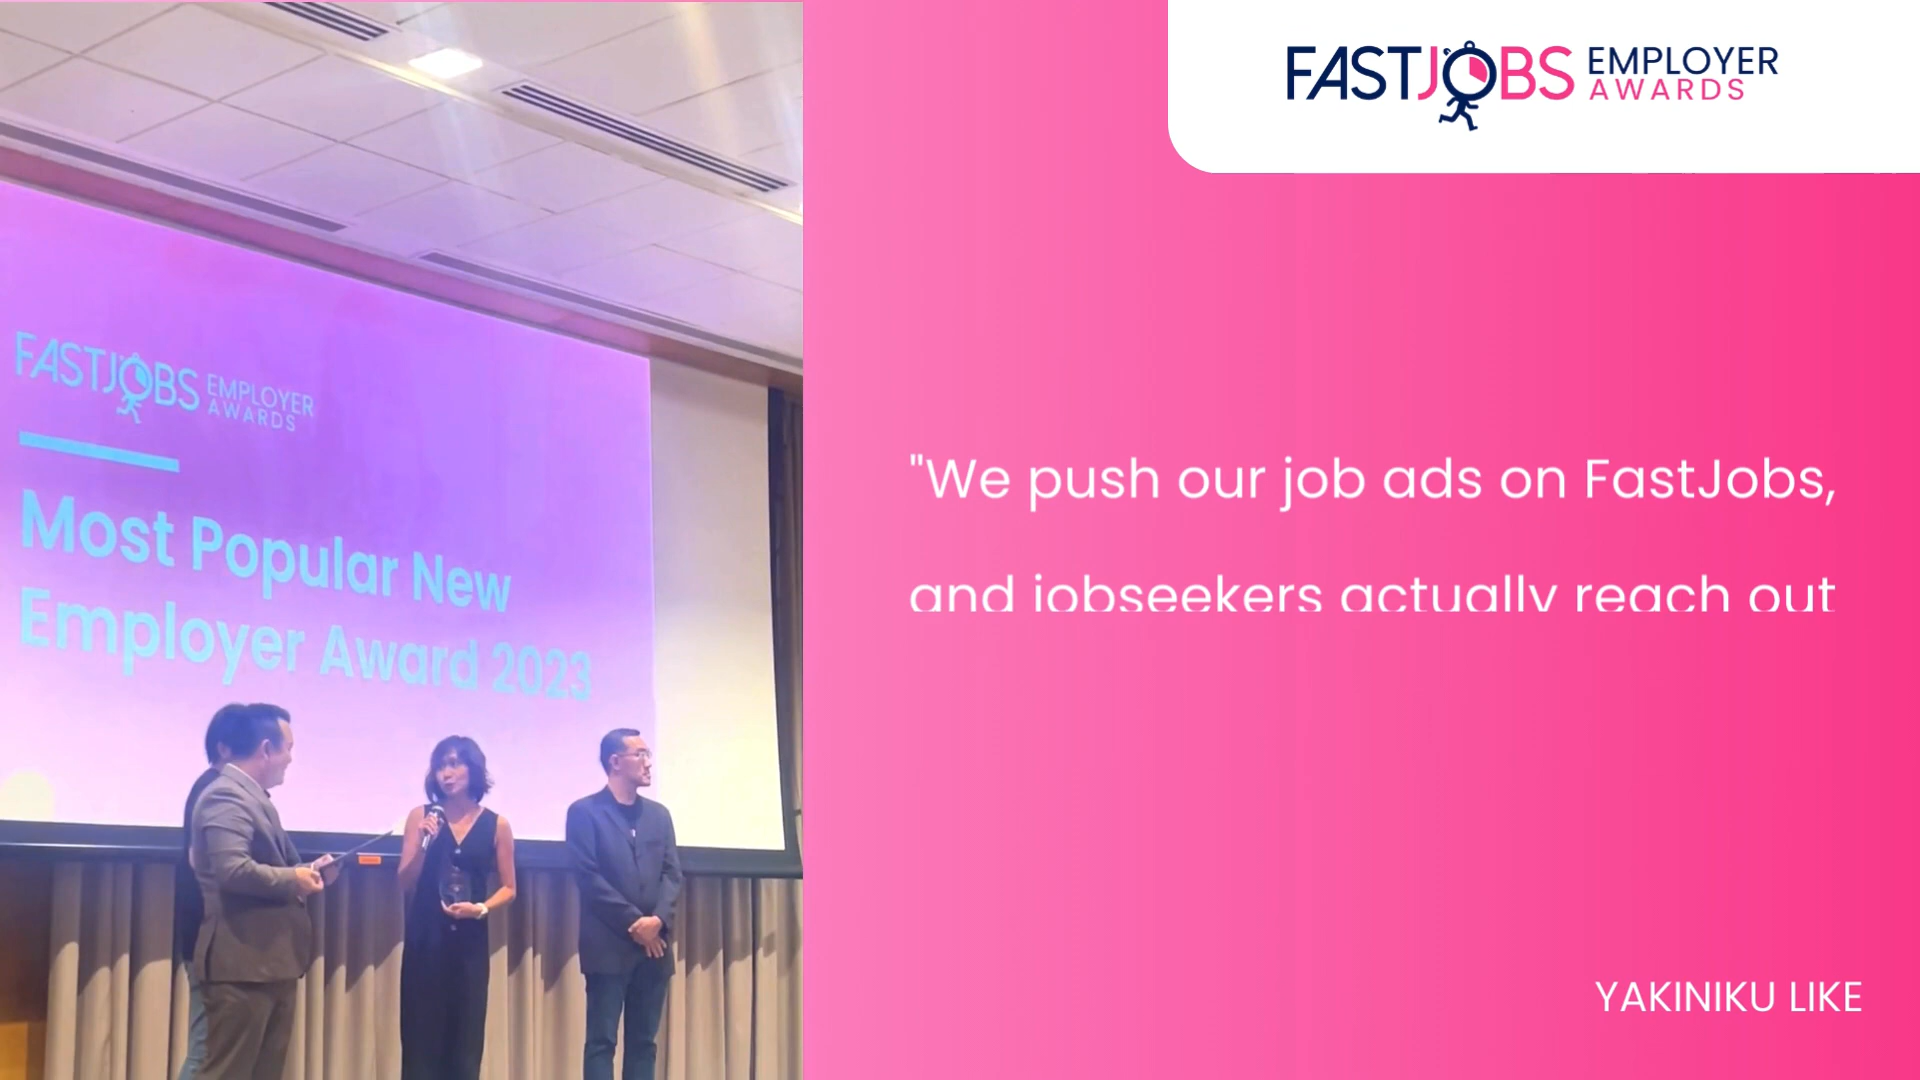 FASTJOBS EMPLOYER
AWARDS
Most Popular New
Employer Award 2023
FASTJOBS EMPLOYER
AWARDS
"We push our job ads on FastJobs,
and jobseekers actually reach out
YAKINIKU LIKE